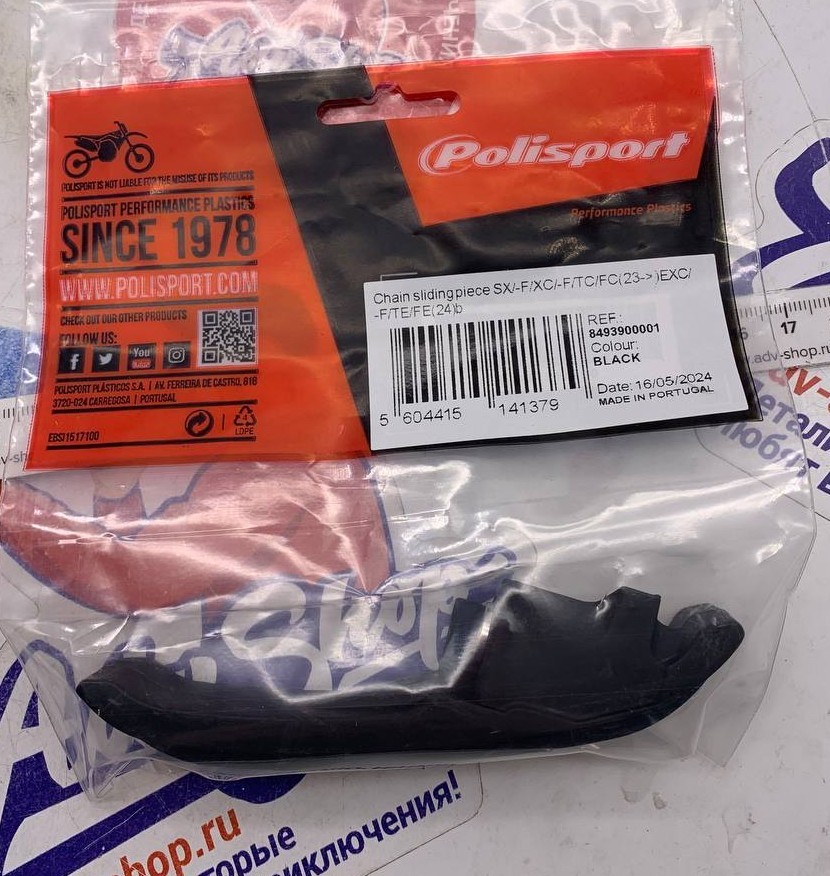 Polisport
Performance Plastics
POLISPORT IS NOT LIABLE FOR THE MISUSE OF ITS PRODUCTS
POLISPORT PERFORMANCE PLASTICS
SINCE 1978
WWW.POLISPORT.COM
CHECK OUT OUR OTHER PRODUCTS
FOLLOW US:
f
You
POLISPORT PLÁSTICOS S.A. | AV. FERREIRA DE CASTRO, 818
3720-024 CARREGOSA | PORTUGAL
4
LDPE
EBSI1517100
Chain sliding piece SX/-F/XC/-F/TC/FC(23->)EXC/
-F/TE/FE(24)b
REF.:
8493900001
Colour:
BLACK
Date: 16/05/2024
MADE IN PORTUGAL
5 604415 141379
17
adv-shop.ru
Shop
hop.ru